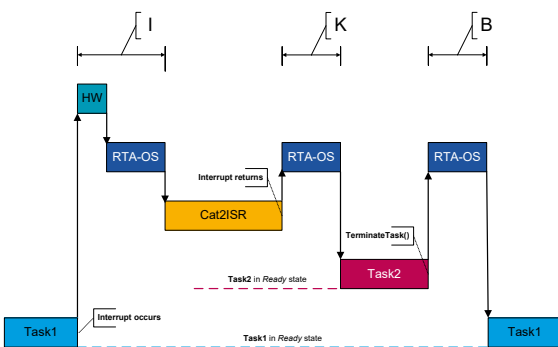 I
K
B
HW
RTA-OS
RTA-OS
RTA-OS
Interrupt returns
Cat2ISR
TerminateTask()
Task2
Task2 in Ready state
Task1
Interrupt occurs
Task1
Task1 in Ready state